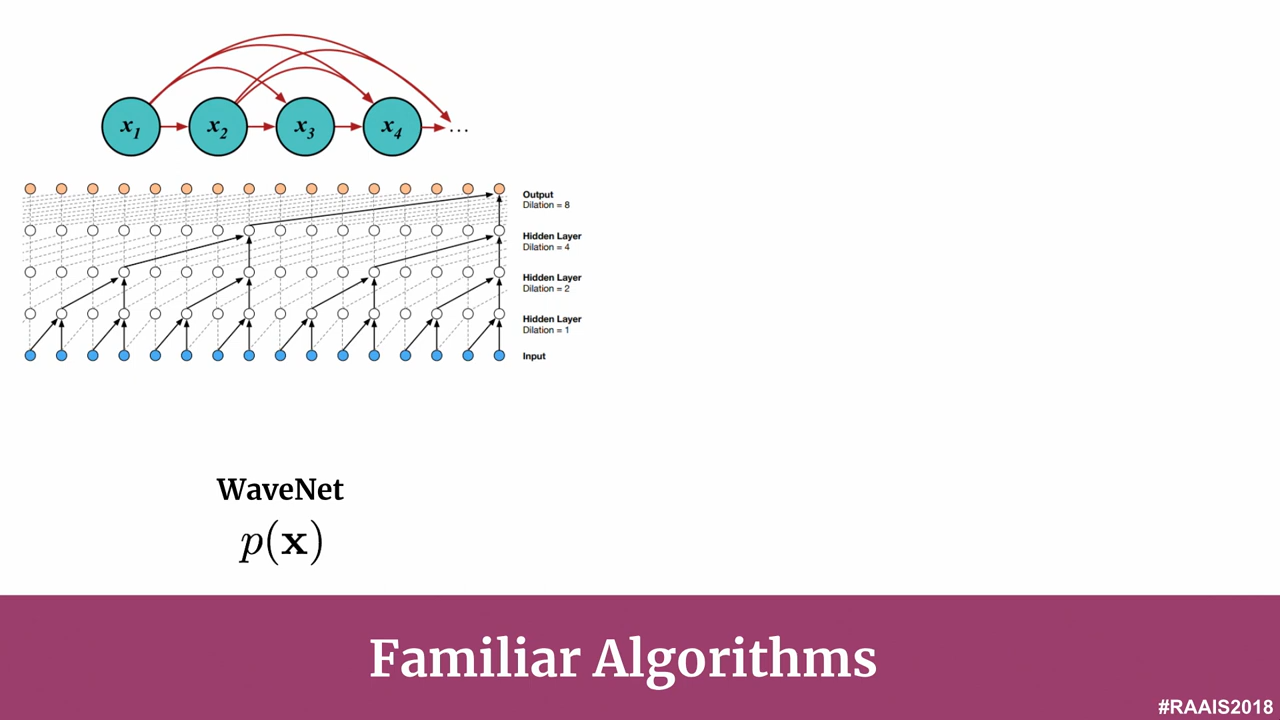 x1 x2 x3 x4 ...
Output
Dilation = 8
Hidden Layer
Dilation = 4
Hidden Layer
Dilation = 2
Hidden Layer
Dilation = 1
Input
WaveNet
p(x)
Familiar Algorithms
#RAAIS2018